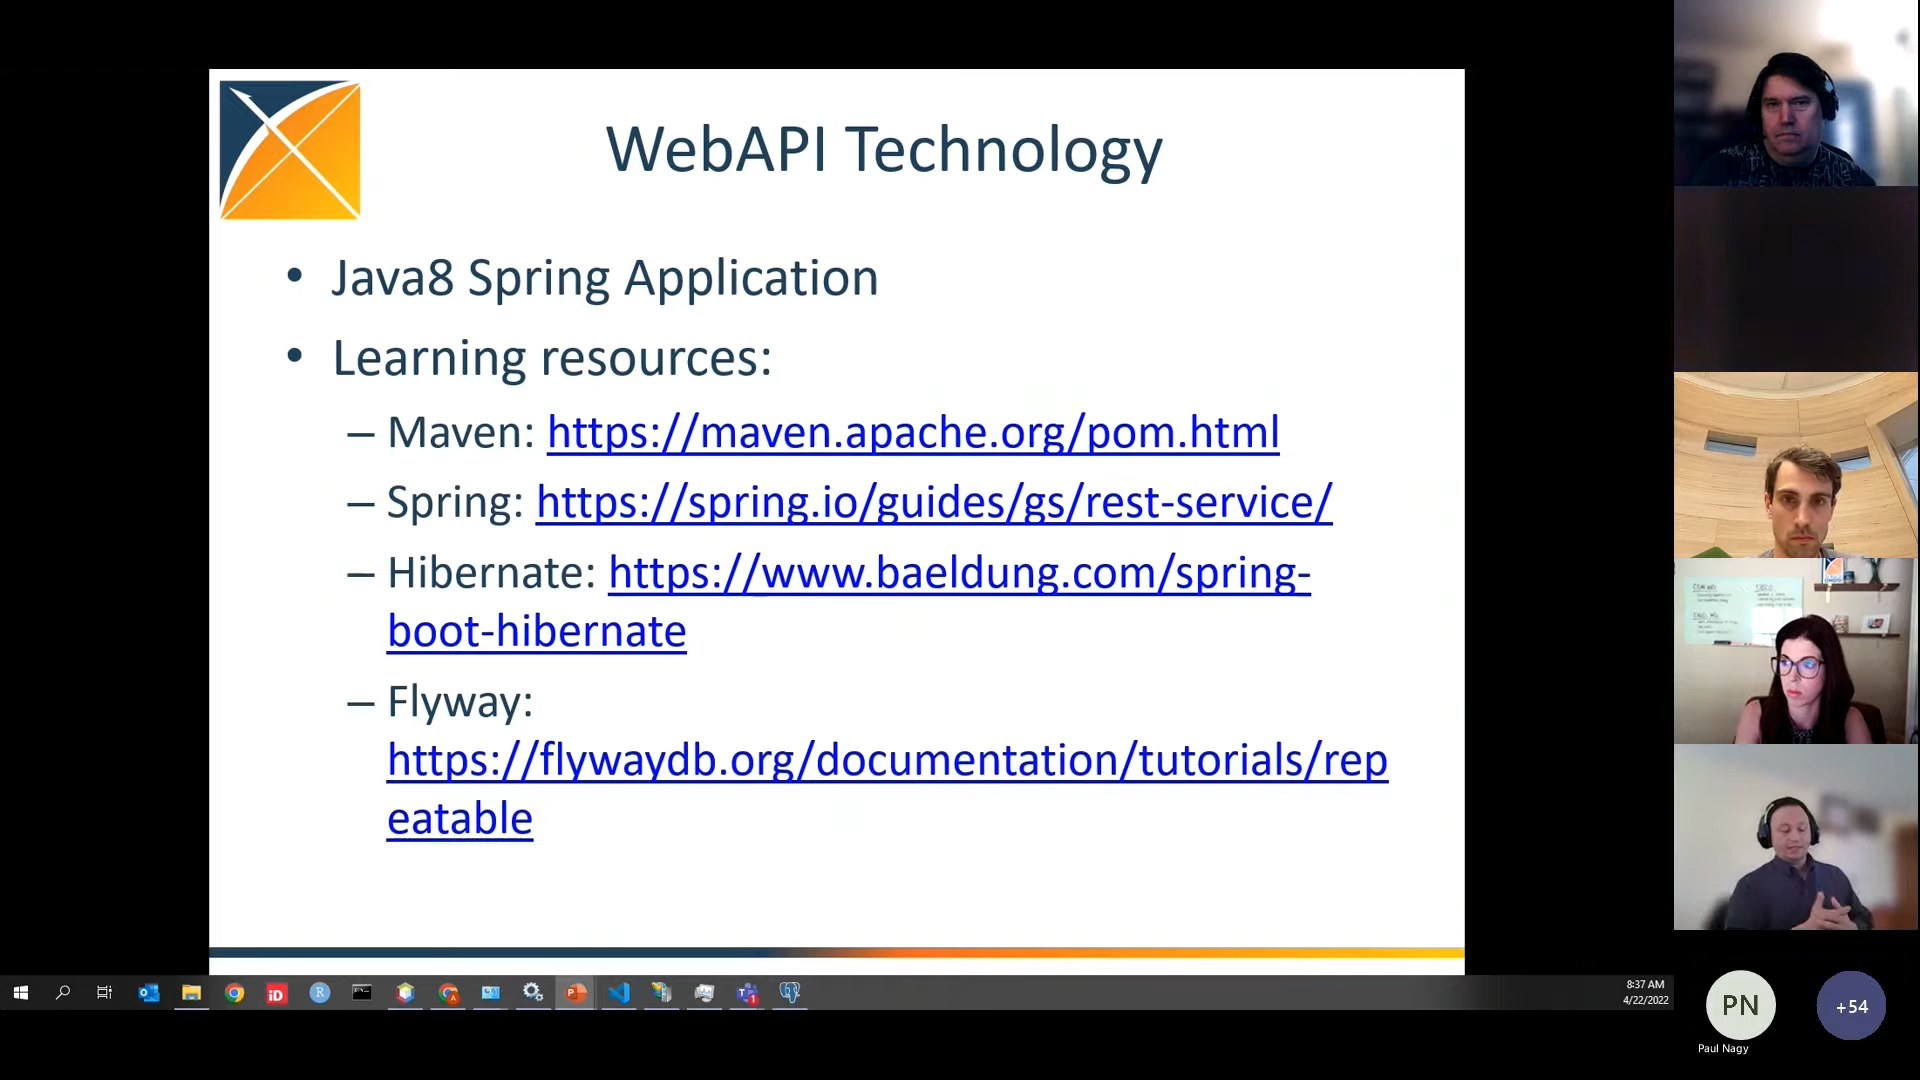 WebAPI Technology
• Java8 Spring Application
• Learning resources:
– Maven: https://maven.apache.org/pom.html
– Spring: https://spring.io/guides/gs/rest-service/
– Hibernate: https://www.baeldung.com/spring-
boot-hibernate
– Flyway:
https://flywaydb.org/documentation/tutorials/rep
eatable
8:37 AM
4/22/2022
PN
+54
Paul Nagy